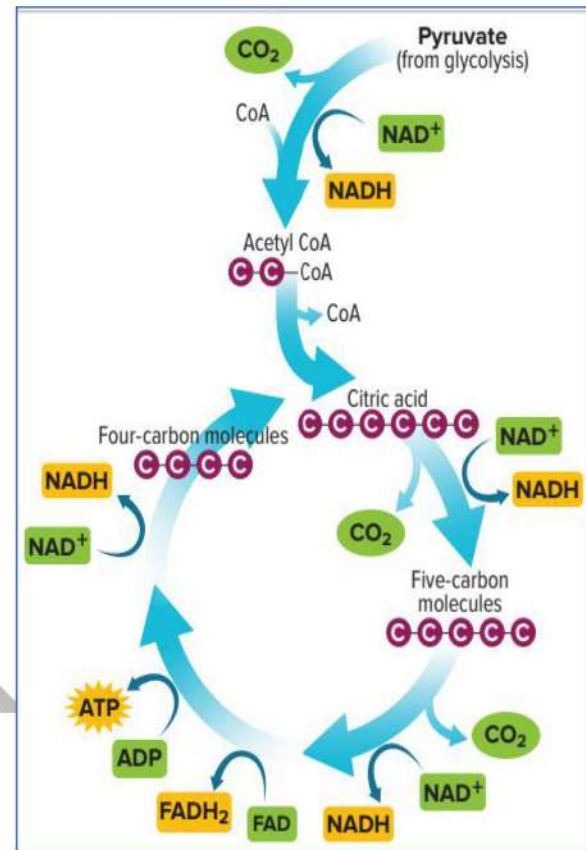 Pyruvate
(from glycolysis)
CO₂
CoA
NAD⁺
NADH
Acetyl CoA
C C –CoA
CoA
Citric acid
C C C C C C
NAD⁺
NADH
CO₂
Four-carbon molecules
C C C C
NADH
NAD⁺
Five-carbon
molecules
C C C C C
CO₂
NAD⁺
NADH
FAD
FADH₂
ADP
ATP